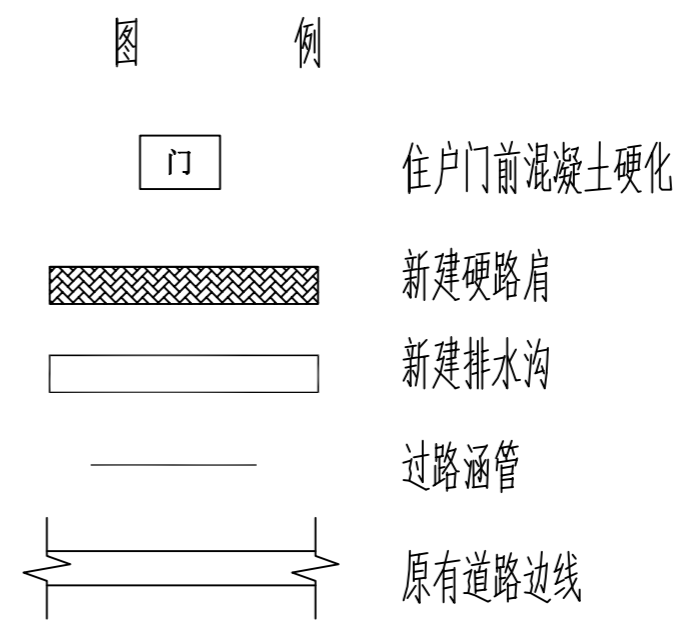 图 例
门 住户门前混凝土硬化
新建硬路肩
新建排水沟
过路涵管
原有道路边线